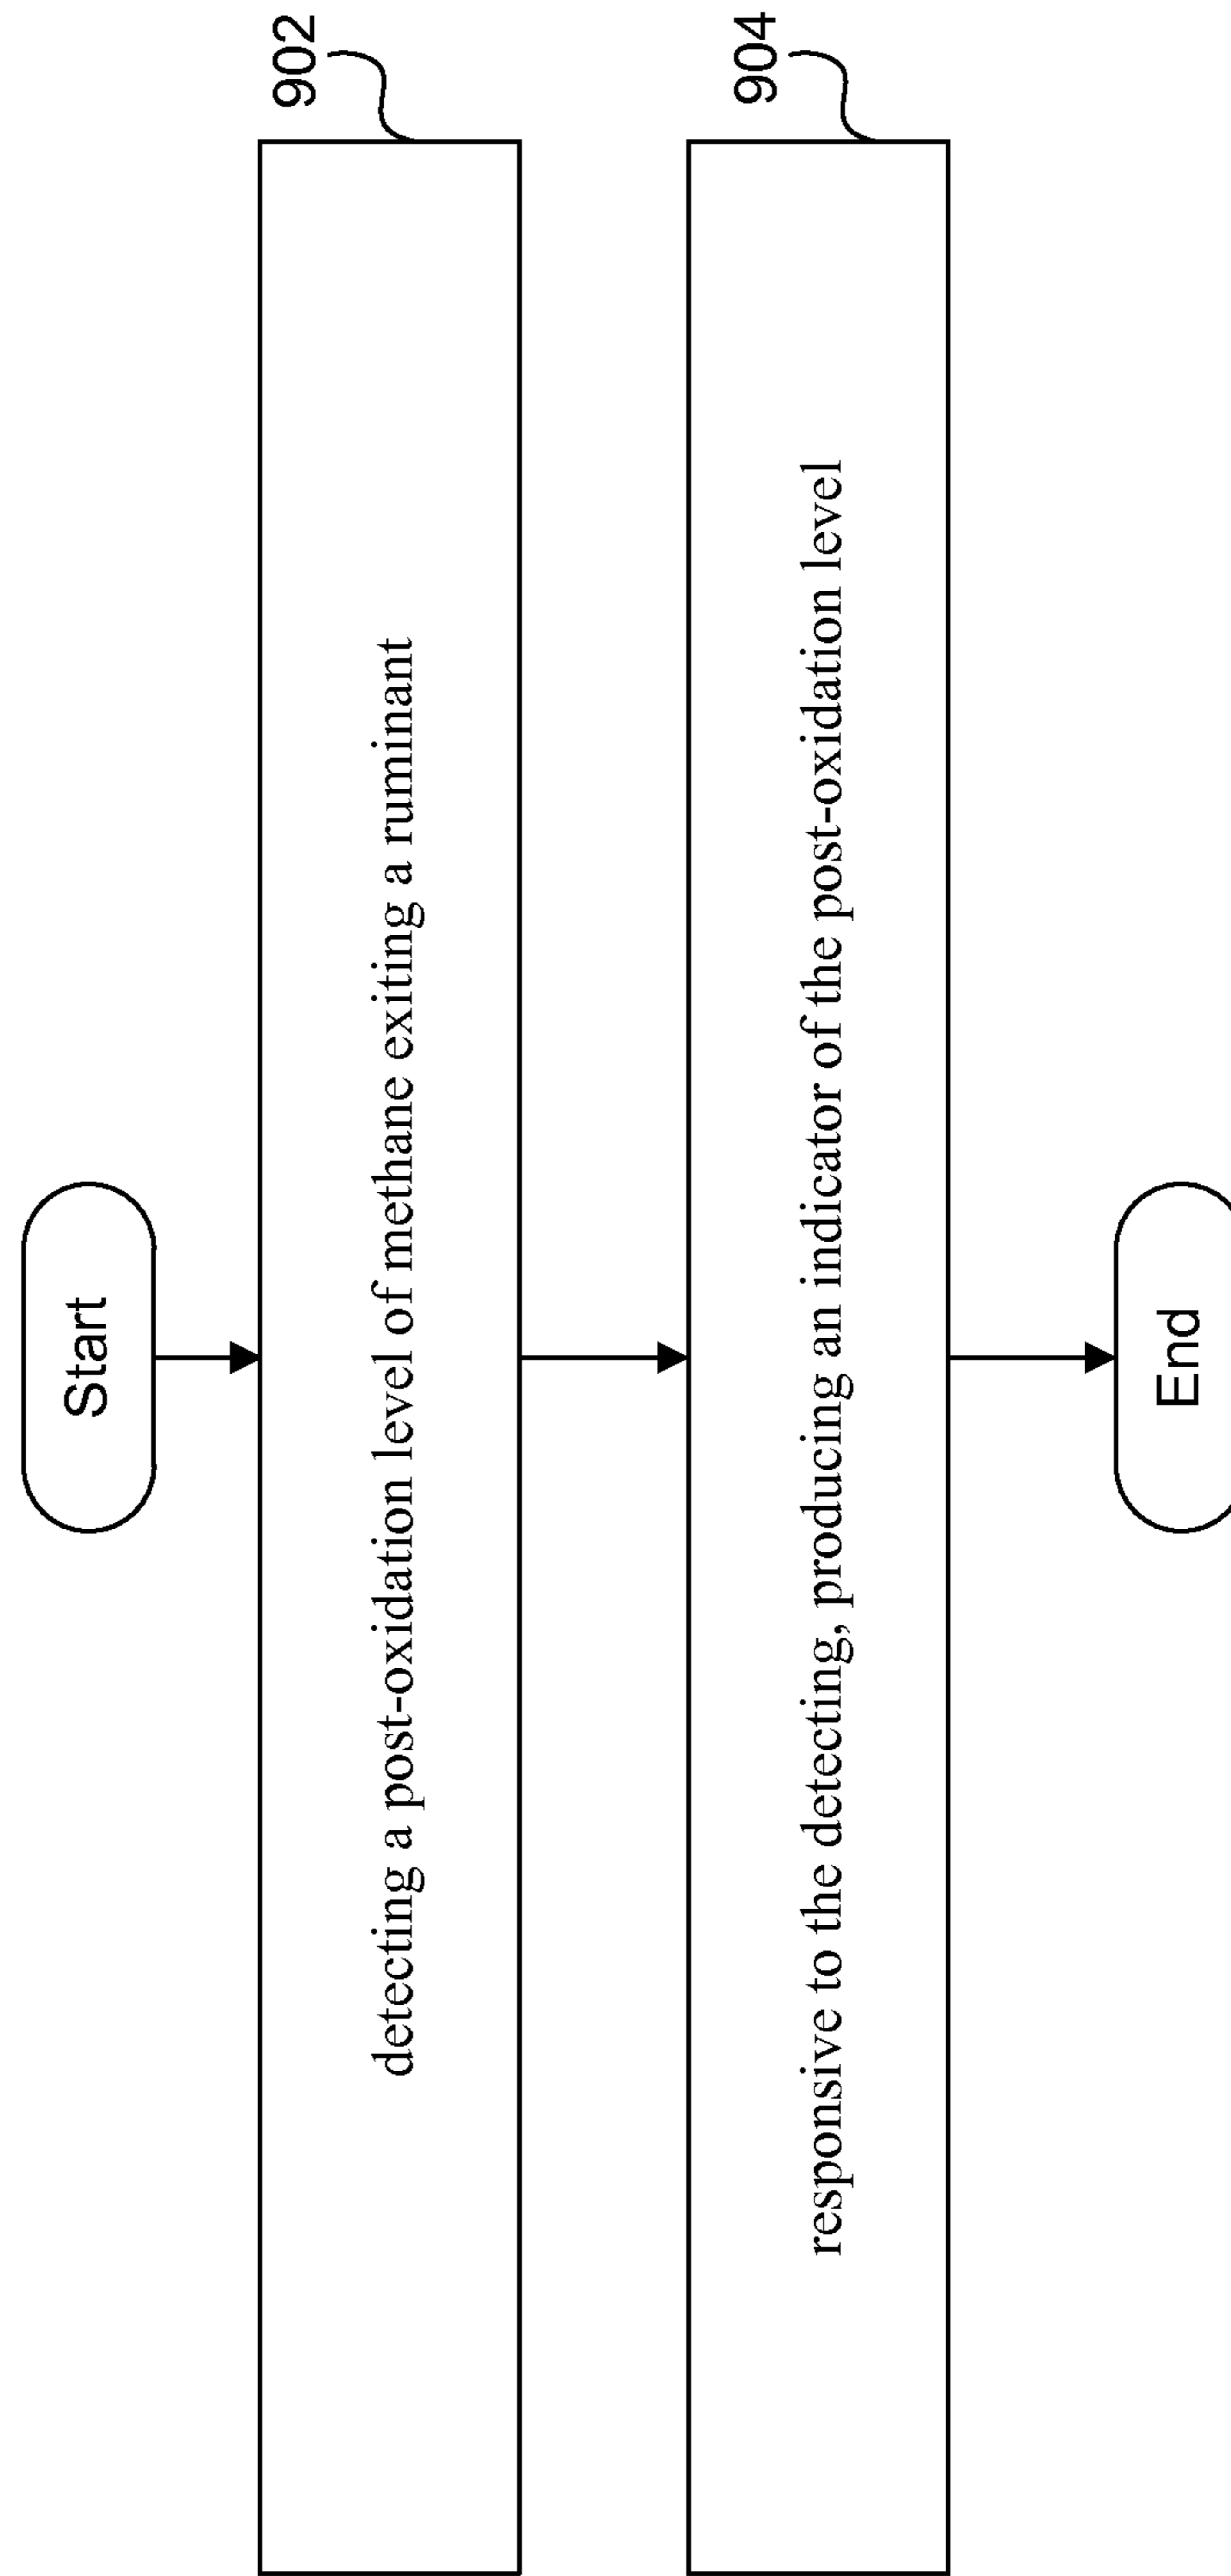 Start
902
detecting a post-oxidation level of methane exiting a ruminant
904
responsive to the detecting, producing an indicator of the post-oxidation level
End